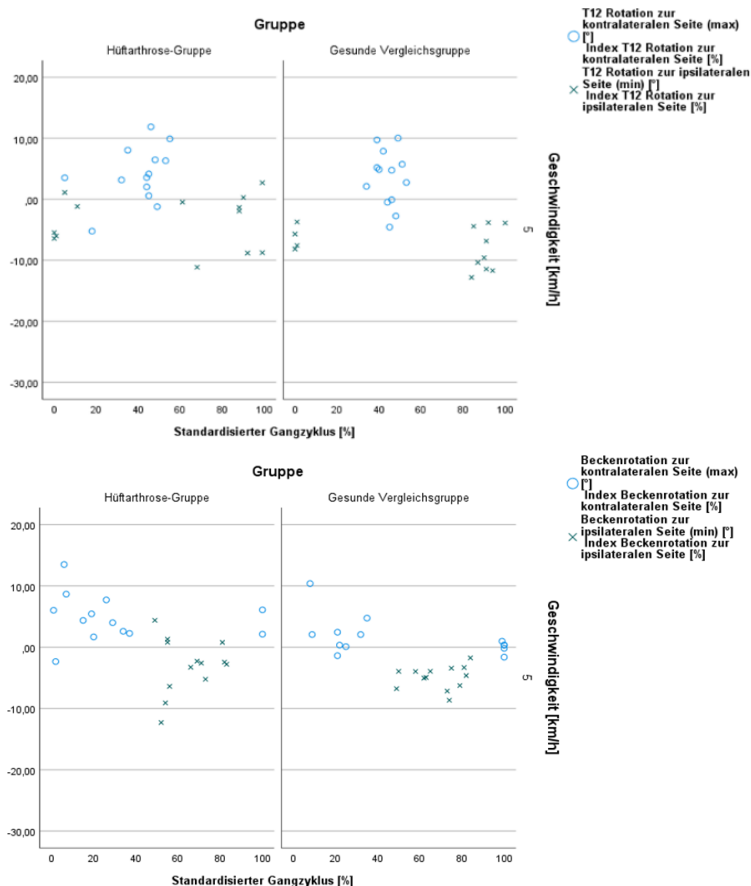 Gruppe
Hüftarthrose-Gruppe
Gesunde Vergleichsgruppe
T12 Rotation zur
kontralateralen Seite (max)
[°]
Index T12 Rotation zur
kontralateralen Seite [%]
T12 Rotation zur ipsilateralen
Seite (min) [°]
Index T12 Rotation zur
ipsilateralen Seite [%]
20,00
10,00
,00
-10,00
-20,00
-30,00
5
Geschwindigkeit [km/h]
0 20 40 60 80 100
0 20 40 60 80 100
Standardisierter Gangzyklus [%]
Gruppe
Hüftarthrose-Gruppe
Gesunde Vergleichsgruppe
Beckenrotation zur
kontralateralen Seite (max)
[°]
Index Beckenrotation zur
kontralateralen Seite [%]
Beckenrotation zur
ipsilateralen Seite (min) [°]
Index Beckenrotation zur
ipsilateralen Seite [%]
20,00
10,00
,00
-10,00
-20,00
-30,00
5
Geschwindigkeit [km/h]
0 20 40 60 80 100
0 20 40 60 80 100
Standardisierter Gangzyklus [%]